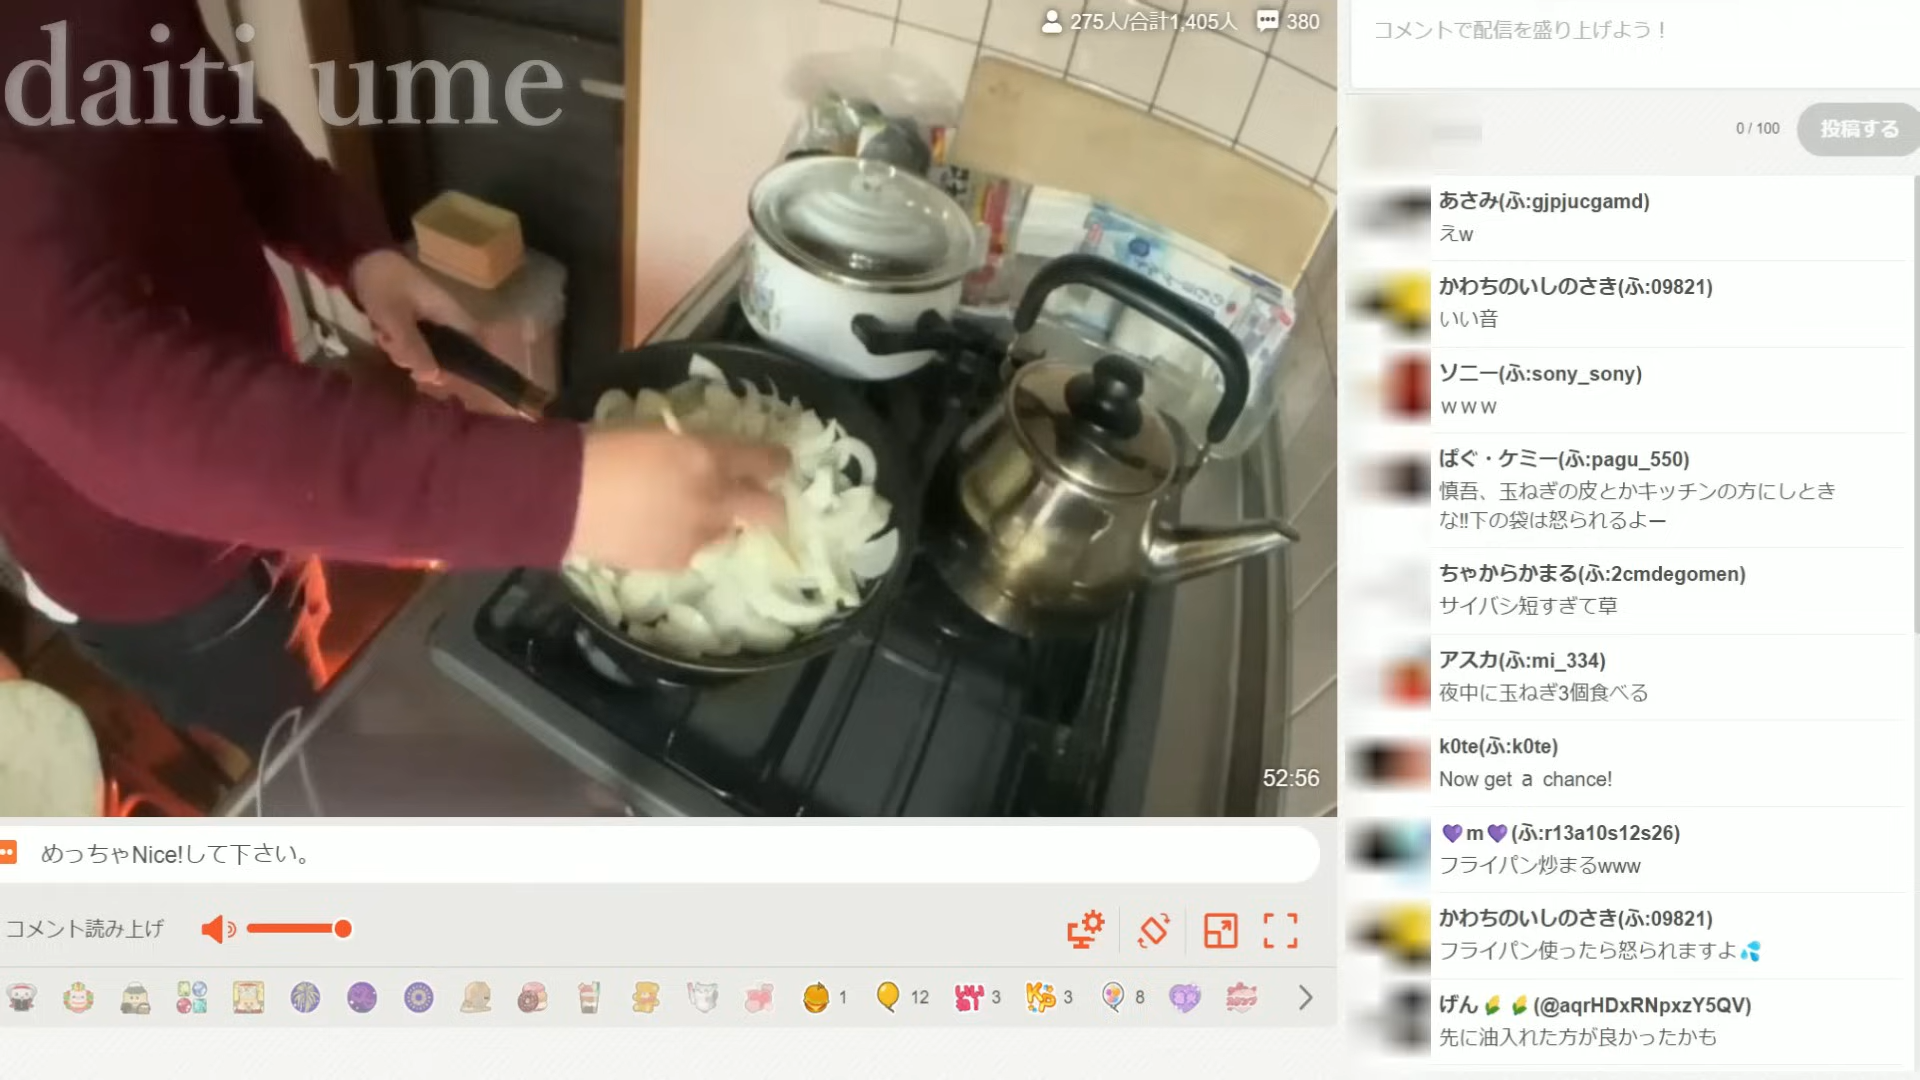 daiti ume
275人/合計1,405人 380
52:56
めっちゃNice!して下さい。
コメント読み上げ
1 12 3 3 8
コメントで配信を盛り上げよう！
0 / 100 投稿する
あさみ(ふ:gjpjucgamd)
えw
かわちのいしのさき(ふ:09821)
いい音
ソニー(ふ:sony_sony)
ｗｗｗ
ぱぐ・ケミー(ふ:pagu_550)
慎吾、玉ねぎの皮とかキッチンの方にしとき
な‼下の袋は怒られるよー
ちゃからかまる(ふ:2cmdegomen)
サイバシ短すぎて草
アスカ(ふ:mi_334)
夜中に玉ねぎ3個食べる
k0te(ふ:k0te)
Now get ａ chance!
💜m💜(ふ:r13a10s12s26)
フライパン炒まるwww
かわちのいしのさき(ふ:09821)
フライパン使ったら怒られますよ💦
げん🌽🌽(@aqrHDxRNpxzY5QV)
先に油入れた方が良かったかも